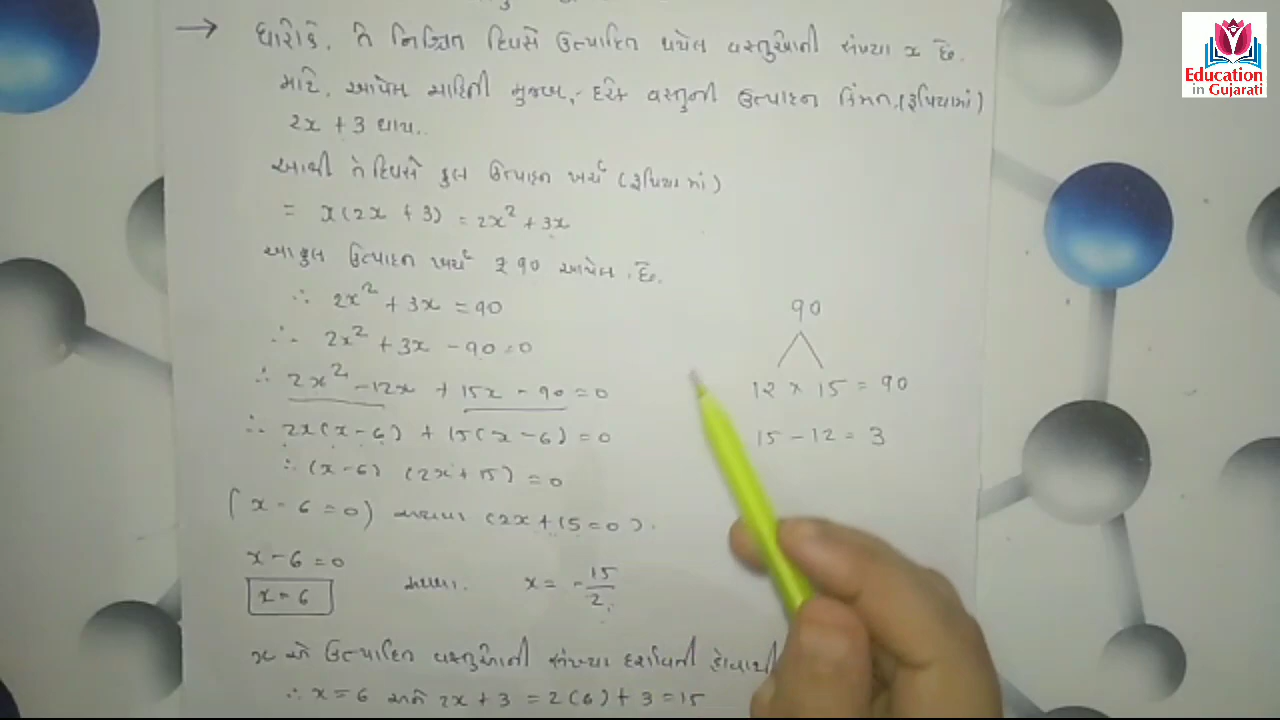 Education
in Gujarati
→ ધારોકે, તે નિશ્ચિત દિવસે ઉત્પાદિત થયેલ વસ્તુઓની સંખ્યા x છે.
માટે, આપેલ માહિતી મુજબ, દરેક વસ્તુની ઉત્પાદન કિંમત (રૂપિયામાં)
2x + 3 થાય.
આથી તે દિવસે કુલ ઉત્પાદન ખર્ચ (રૂપિયામાં)
= x(2x + 3) = 2x² + 3x
આ કુલ ઉત્પાદન ખર્ચ ₹ 90 આપેલ છે.
∴ 2x² + 3x = 90
∴ 2x² + 3x - 90 = 0
∴ 2x² - 12x + 15x - 90 = 0
∴ 2x(x - 6) + 15(x - 6) = 0
∴ (x - 6) (2x + 15) = 0
(x - 6 = 0) અથવા (2x + 15 = 0).
x - 6 = 0
x = 6 અથવા x = -15/2
x એ ઉત્પાદિત વસ્તુઓની સંખ્યા દર્શાવતી હોવાથી
∴ x = 6 અને 2x + 3 = 2(6) + 3 = 15
90
12 × 15 = 90
15 - 12 = 3